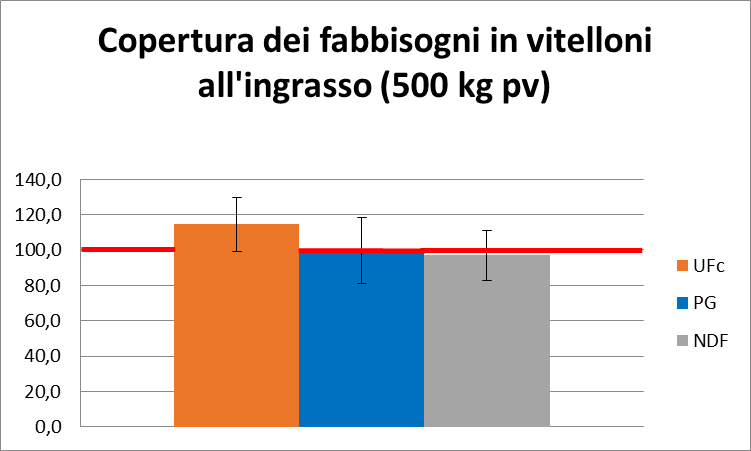 Copertura dei fabbisogni in vitelloni
all'ingrasso (500 kg pv)
140,0
120,0
100,0
80,0
60,0
40,0
20,0
0,0
UFc
PG
NDF